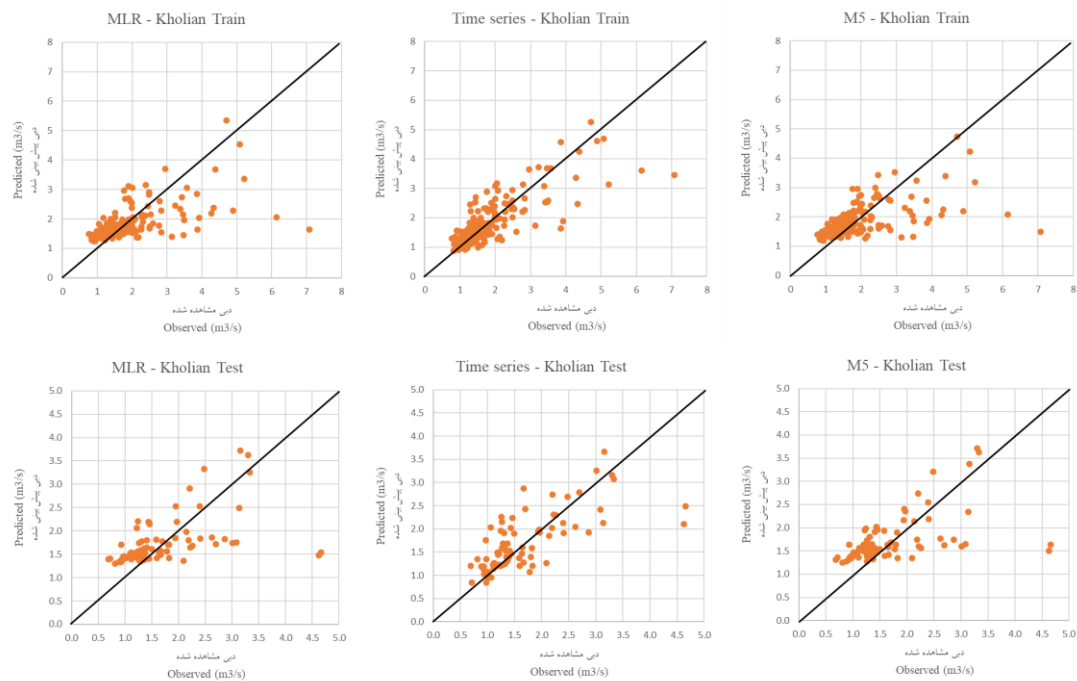 MLR - Kholian Train
8
7
6
5
4
3
2
1
0
Predicted (m3/s)
دبی پیش بینی شده
0 1 2 3 4 5 6 7 8
دبی مشاهده شده
Observed (m3/s)
Time series - Kholian Train
8
7
6
5
4
3
2
1
0
Predicted (m3/s)
دبی پیش بینی شده
0 1 2 3 4 5 6 7 8
دبی مشاهده شده
Observed (m3/s)
M5 - Kholian Train
8
7
6
5
4
3
2
1
0
Predicted (m3/s)
دبی پیش بینی شده
0 1 2 3 4 5 6 7 8
دبی مشاهده شده
Observed (m3/s)
MLR - Kholian Test
5.0
4.5
4.0
3.5
3.0
2.5
2.0
1.5
1.0
0.5
0.0
Predicted (m3/s)
دبی پیش بینی شده
0.0 0.5 1.0 1.5 2.0 2.5 3.0 3.5 4.0 4.5 5.0
دبی مشاهده شده
Observed (m3/s)
Time series - Kholian Test
5.0
4.5
4.0
3.5
3.0
2.5
2.0
1.5
1.0
0.5
0.0
Predicted (m3/s)
دبی پیش بینی شده
0.0 0.5 1.0 1.5 2.0 2.5 3.0 3.5 4.0 4.5 5.0
دبی مشاهده شده
Observed (m3/s)
M5 - Kholian Test
5.0
4.5
4.0
3.5
3.0
2.5
2.0
1.5
1.0
0.5
0.0
Predicted (m3/s)
دبی پیش بینی شده
0.0 0.5 1.0 1.5 2.0 2.5 3.0 3.5 4.0 4.5 5.0
دبی مشاهده شده
Observed (m3/s)